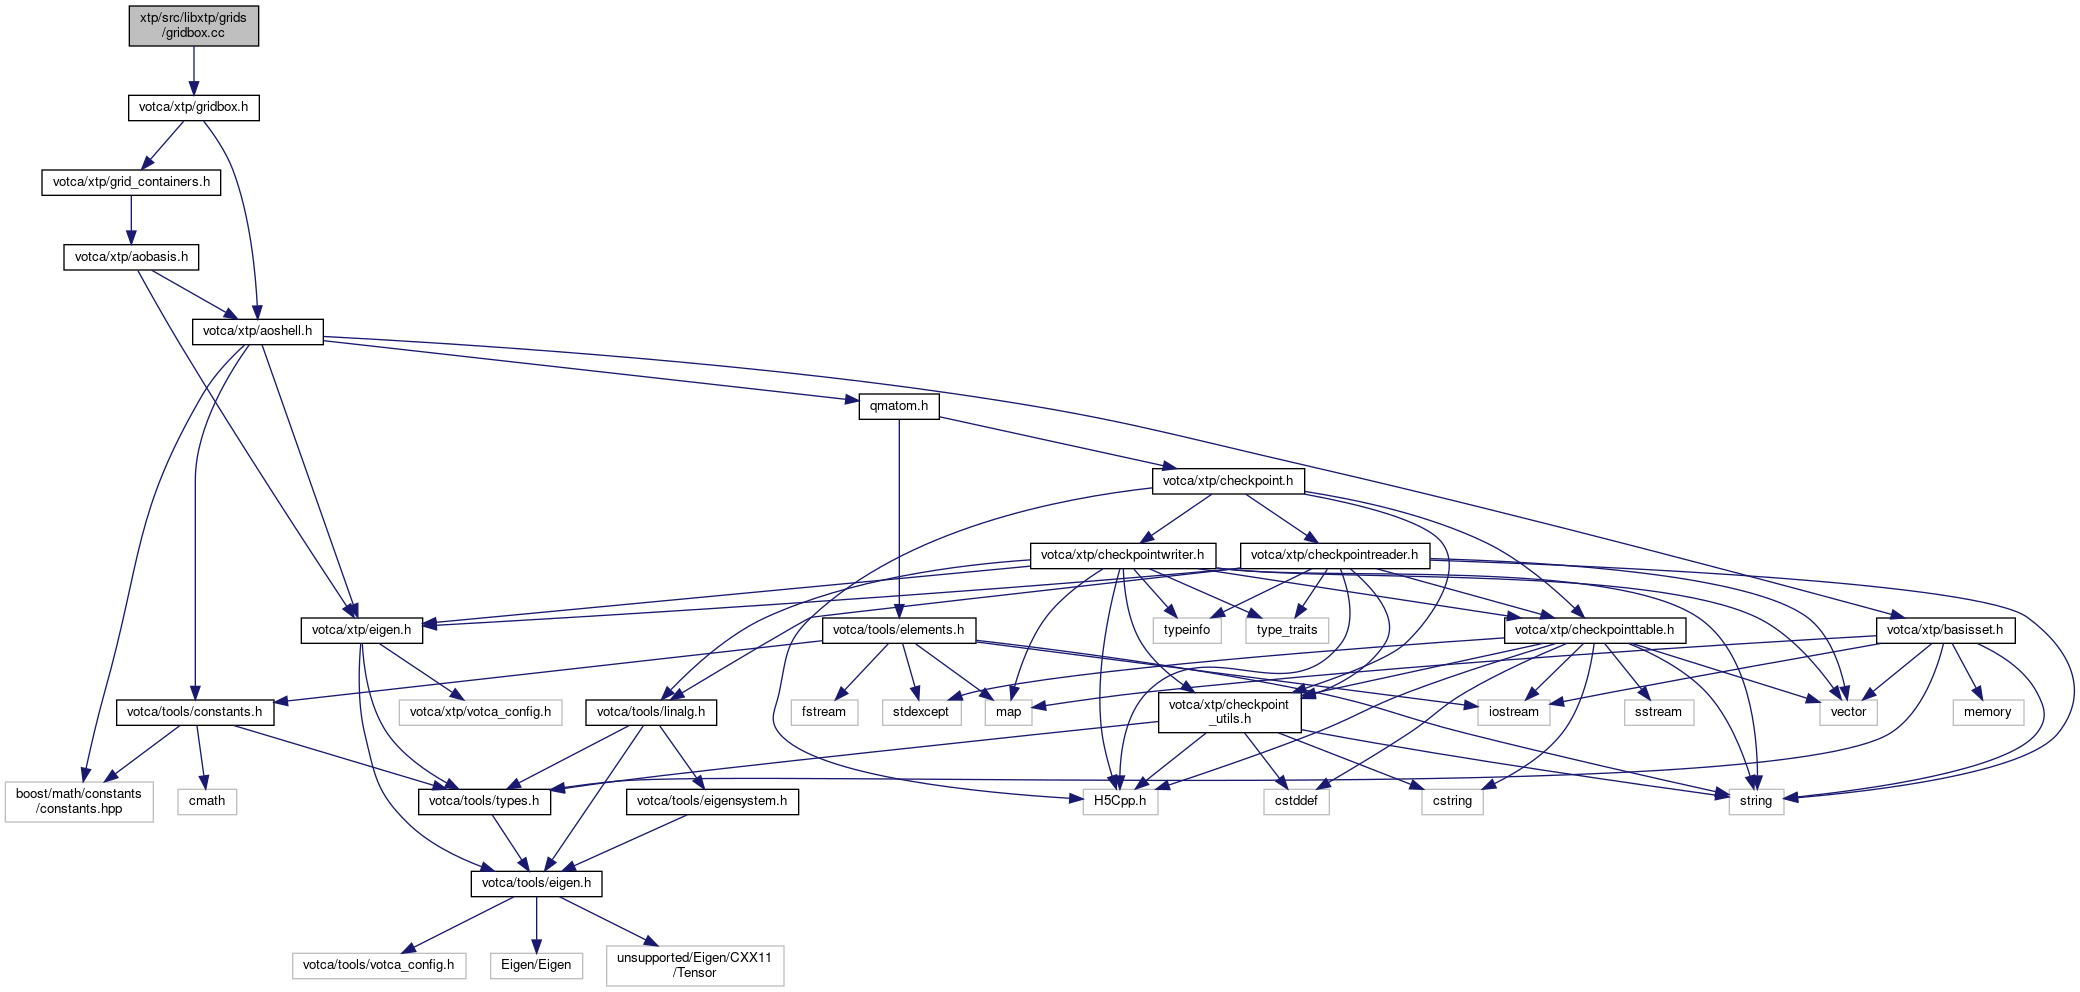 xtp/src/libxtp/grids
/gridbox.cc
votca/xtp/gridbox.h
votca/xtp/grid_containers.h
votca/xtp/aobasis.h
votca/xtp/aoshell.h
qmatom.h
votca/xtp/checkpoint.h
votca/xtp/checkpointwriter.h
votca/xtp/checkpointreader.h
votca/xtp/eigen.h
votca/tools/elements.h
typeinfo
type_traits
votca/xtp/checkpointtable.h
votca/xtp/basisset.h
votca/tools/constants.h
votca/xtp/votca_config.h
votca/tools/linalg.h
fstream
stdexcept
map
votca/xtp/checkpoint
_utils.h
iostream
sstream
vector
memory
boost/math/constants
/constants.hpp
cmath
votca/tools/types.h
votca/tools/eigensystem.h
H5Cpp.h
cstddef
cstring
string
votca/tools/eigen.h
votca/tools/votca_config.h
Eigen/Eigen
unsupported/Eigen/CXX11
/Tensor